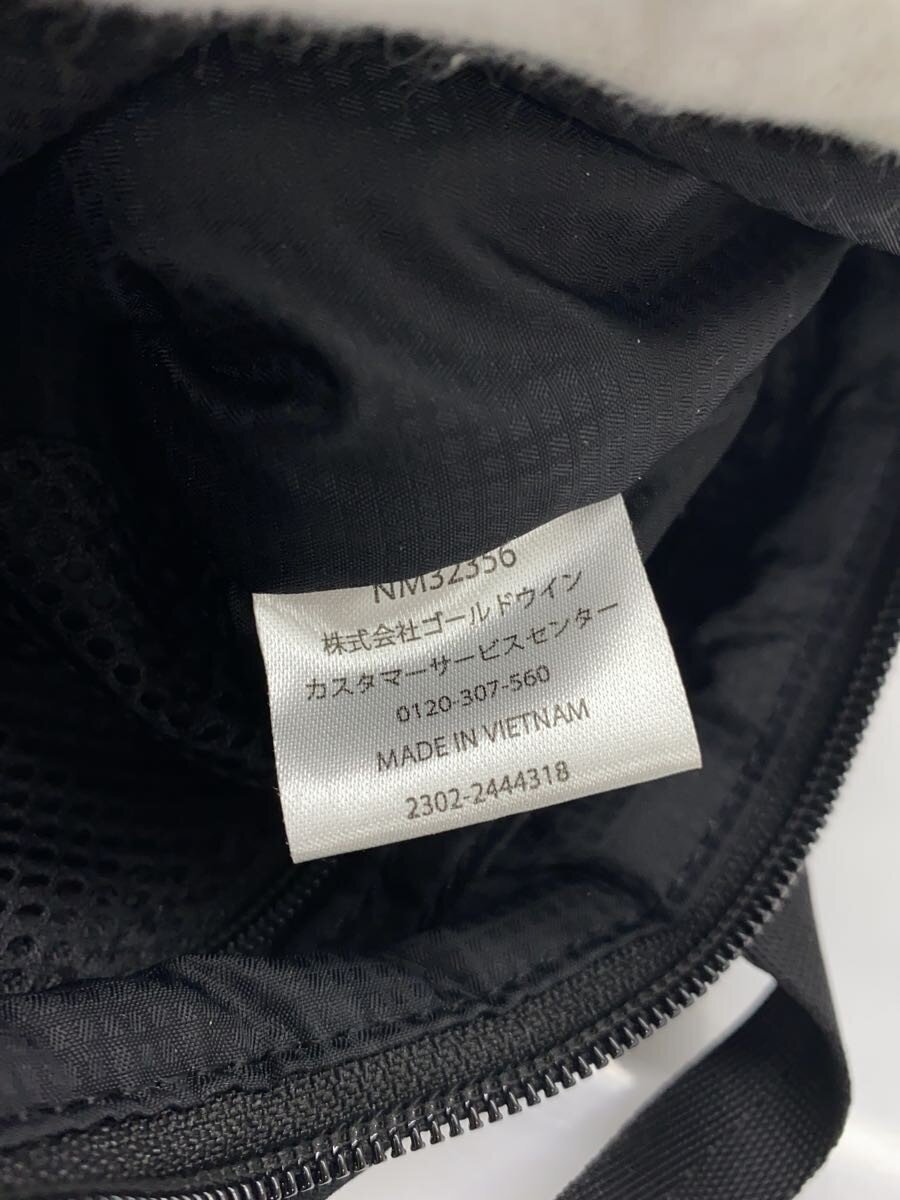 NM32356
株式会社ゴールドウイン
カスタマーサービスセンター
0120-307-560
MADE IN VIETNAM
2302-2444318